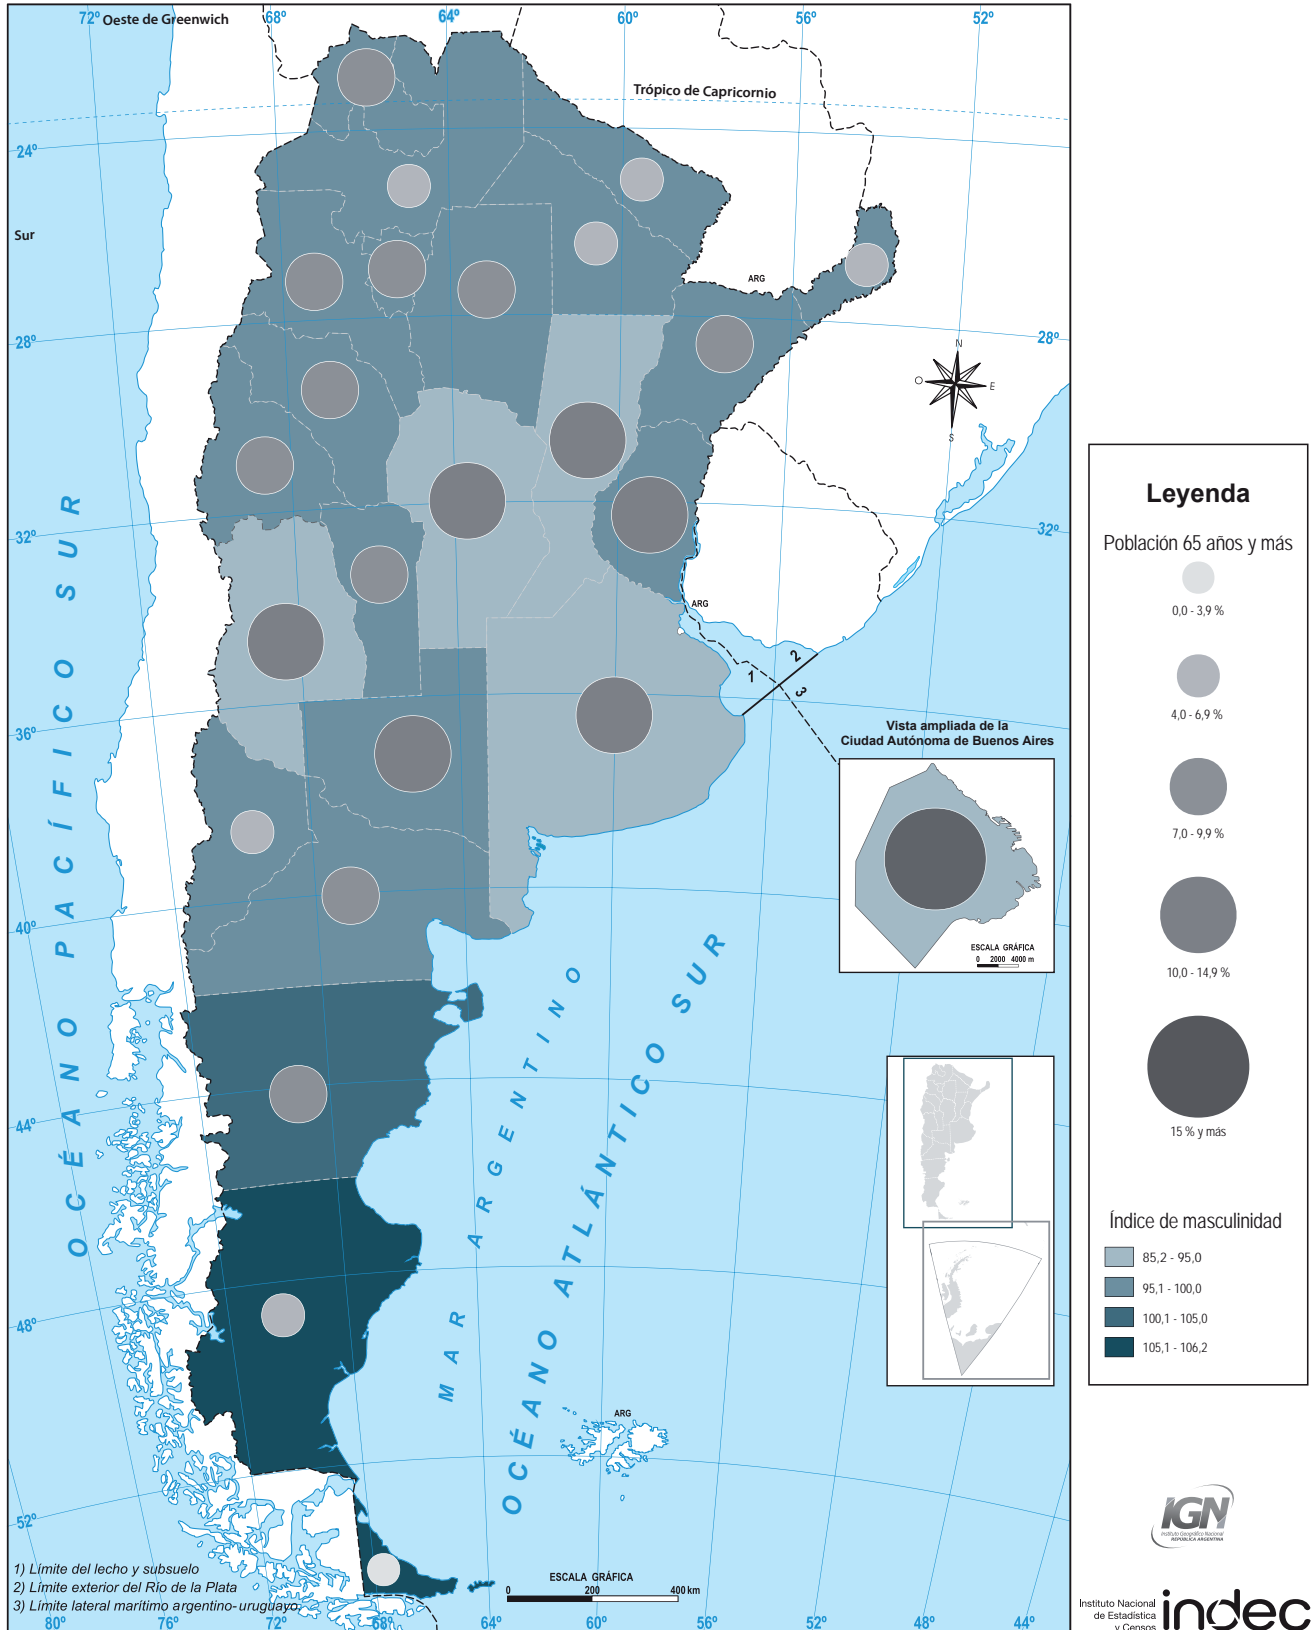 72º
Oeste de Greenwich
68º
64º
60º
56º
52º
Trópico de Capricornio
24º
Sur
ARG
28º
28º
N
O
E
S
32º
32º
ARG
1
2
3
36º
Vista ampliada de la
Ciudad Autónoma de Buenos Aires
ESCALA GRÁFICA
0 2000 4000 m
40º
44º
48º
52º
OCÉANO PACÍFICO SUR
MAR ARGENTINO
OCÉANO ATLÁNTICO SUR
ARG
1) Límite del lecho y subsuelo
2) Límite exterior del Río de la Plata
3) Límite lateral marítimo argentino-uruguayo
ESCALA GRÁFICA
0 200 400 km
80º
76º
72º
68º
64º
60º
56º
52º
48º
44º
Leyenda
Población 65 años y más
0,0 - 3,9 %
4,0 - 6,9 %
7,0 - 9,9 %
10,0 - 14,9 %
15 % y más
Índice de masculinidad
85,2 - 95,0
95,1 - 100,0
100,1 - 105,0
105,1 - 106,2
IGN
Instituto Geográfico Nacional
REPÚBLICA ARGENTINA
Instituto Nacional
de Estadística
y Censos
indec